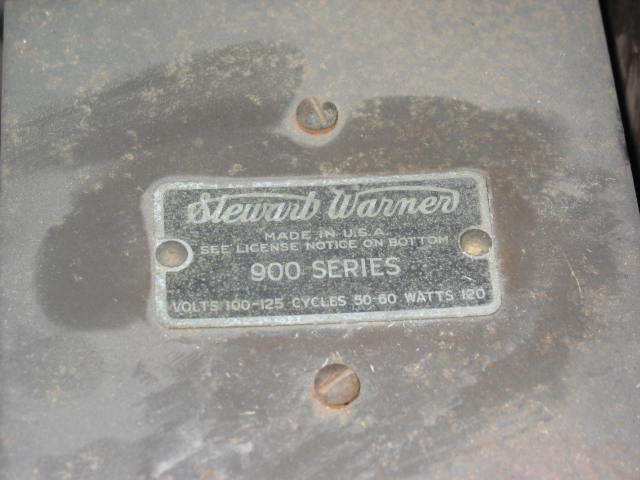 Stewart Warner
MADE IN U.S.A.
SEE LICENSE NOTICE ON BOTTOM
900 SERIES
VOLTS 100-125 CYCLES 50-60 WATTS 120